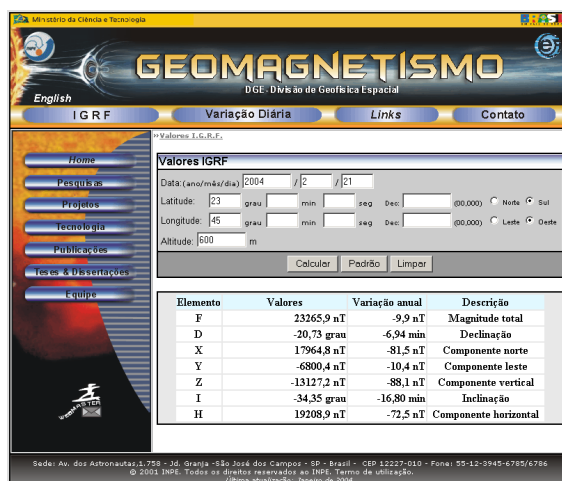 Ministério da Ciência e Tecnologia
GEOMAGNETISMO
DGE - Divisão de Geofísica Espacial
English
IGRF Variação Diária Links Contato
»Valores I.G.R.F.
Home
Pesquisas
Projetos
Tecnologia
Publicações
Teses & Dissertações
Equipe
WEBMASTER
Valores IGRF
Data: (ano/mês/dia) 2004 / 2 / 21
Latitude: 23 grau min seg Dec: (00,000) Norte Sul
Longitude: 45 grau min seg Dec: (00,000) Leste Oeste
Altitude: 600 m
Calcular Padrão Limpar
Elemento Valores Variação anual Descrição
F 23265,9 nT -9,9 nT Magnitude total
D -20,73 grau -6,94 min Declinação
X 17964,8 nT -81,5 nT Componente norte
Y -6800,4 nT -10,4 nT Componente leste
Z -13127,2 nT -88,1 nT Componente vertical
I -34,35 grau -16,80 min Inclinação
H 19208,9 nT -72,5 nT Componente horizontal
Sede: Av. dos Astronautas,1.758 - Jd. Granja -São José dos Campos - SP - Brasil - CEP 12227-010 - Fone: 55-12-3945-6785/6786
© 2001 INPE. Todos os direitos reservados ao INPE. Termo de utilização.
Última atualização: Janeiro de 2004